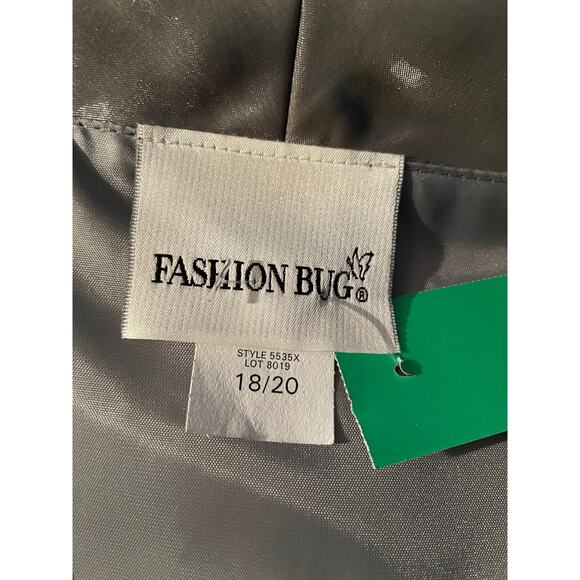 FASHION BUG®
STYLE 5535X
LOT 8019
18/20